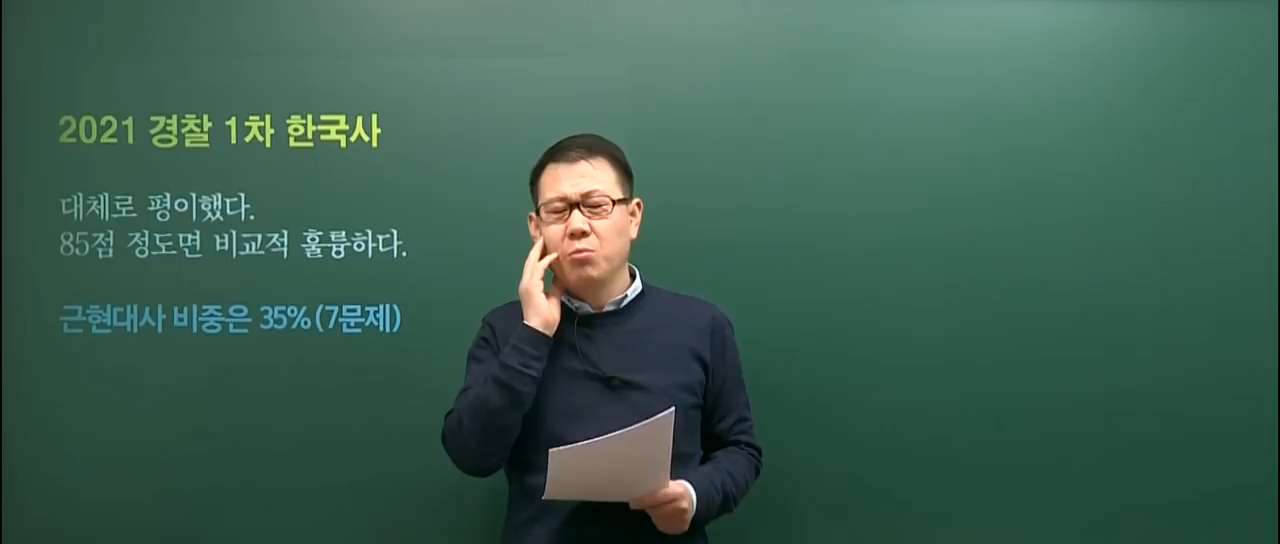 2021 경찰 1차 한국사
대체로 평이했다.
85점 정도면 비교적 훌륭하다.
근현대사 비중은 35%(7문제)